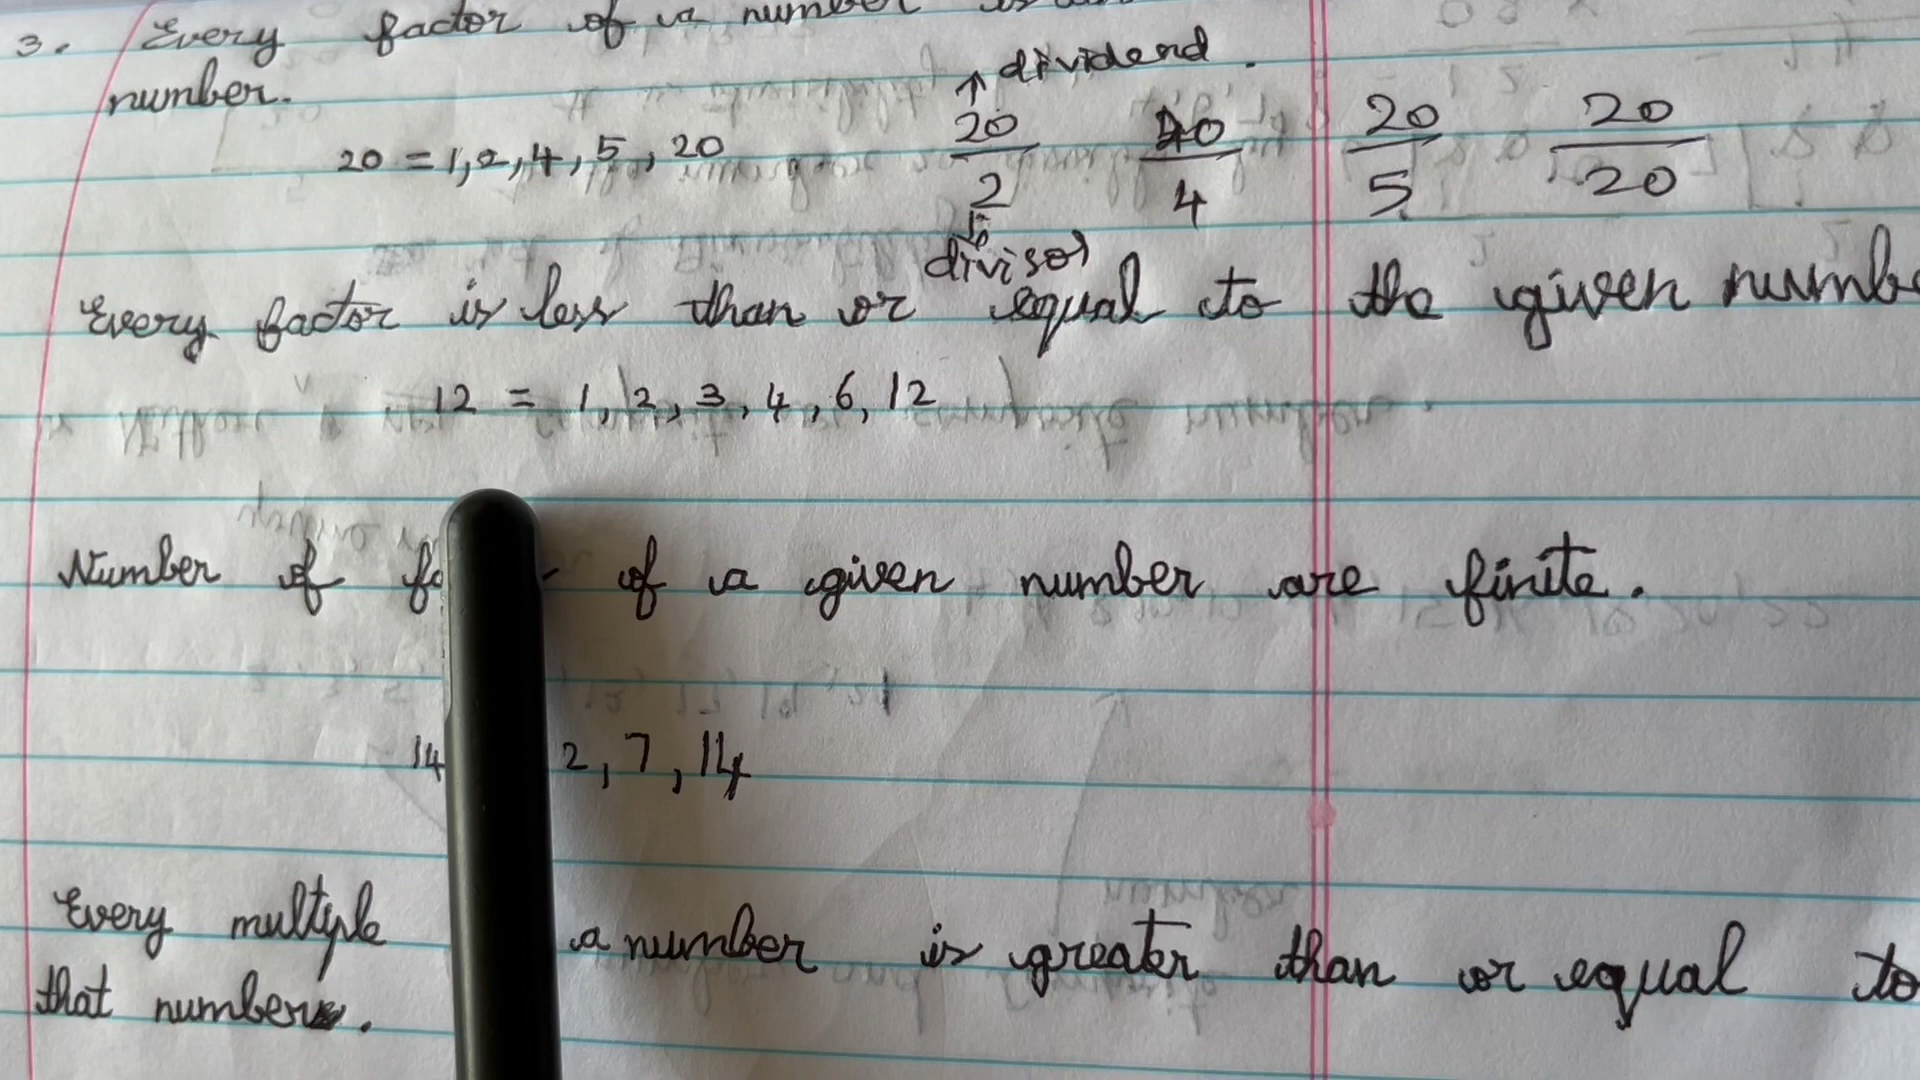 3. Every factor of a number
number.
↑ dividend.
20 = 1, 2, 4, 5, 20 20/2 40/4 20/5 20/20
divisor
Every factor is less than or equal to the given numbe
12 = 1, 2, 3, 4, 6, 12
Number of of a given number are finite.
14 2, 7, 14
Every multiple a number is greater than or equal to
that number.